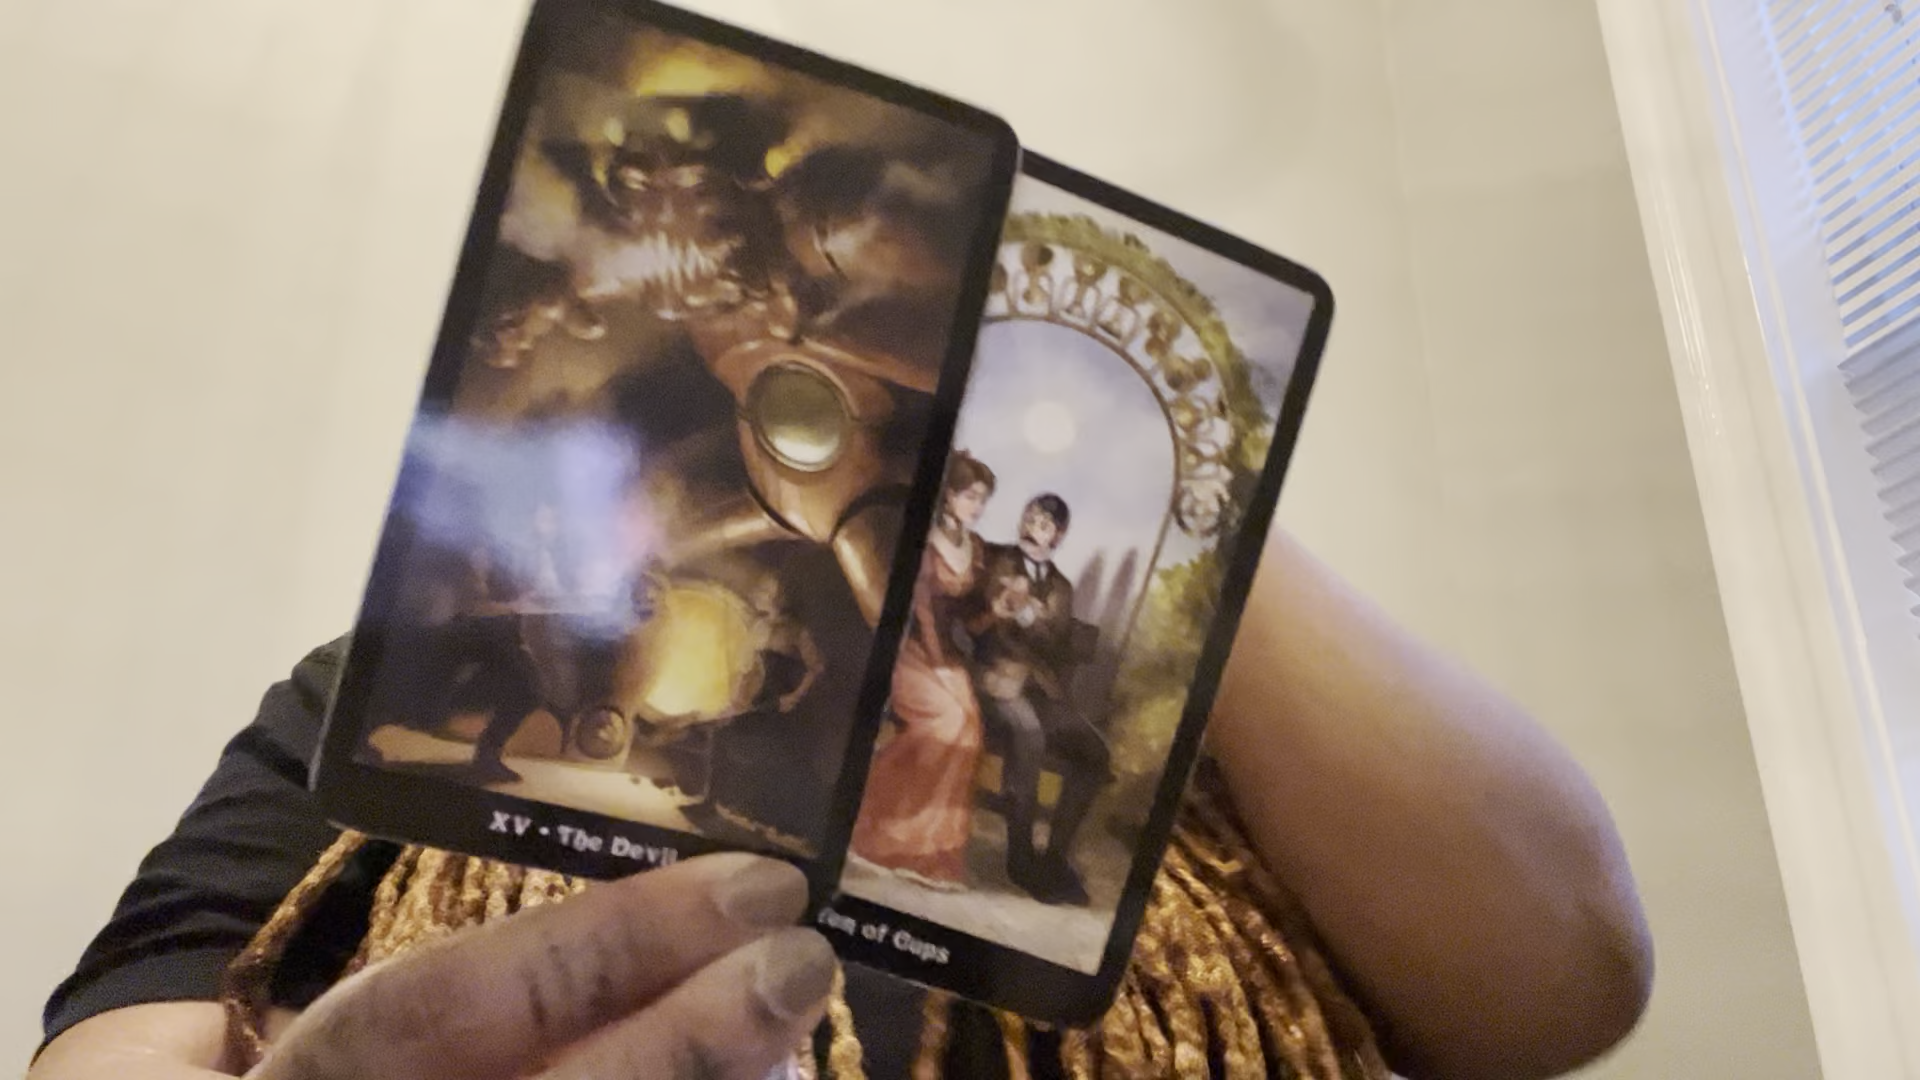 XV • The Devil
Ten of Cups